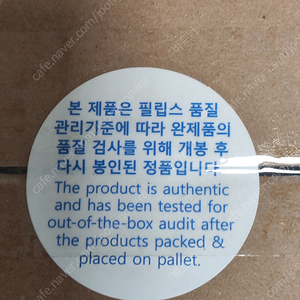 본 제품은 필립스 품질
관리기준에 따라 완제품의
품질 검사를 위해 개봉 후
다시 봉인된 정품입니다
The product is authentic
and has been tested for
out-of-the-box audit after
the products packed &
placed on pallet.